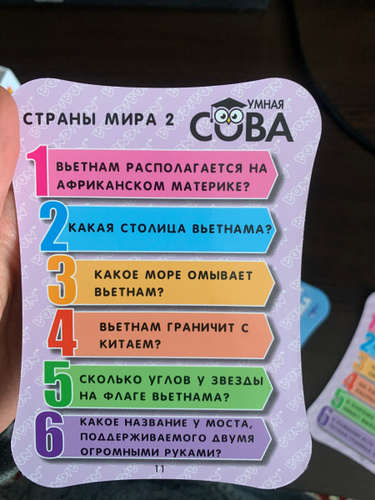 СТРАНЫ МИРА 2
УМНАЯ
СОВА
1 ВЬЕТНАМ РАСПОЛАГАЕТСЯ НА
АФРИКАНСКОМ МАТЕРИКЕ?
2 КАКАЯ СТОЛИЦА ВЬЕТНАМА?
3 КАКОЕ МОРЕ ОМЫВАЕТ
ВЬЕТНАМ?
4 ВЬЕТНАМ ГРАНИЧИТ С
КИТАЕМ?
5 СКОЛЬКО УГЛОВ У ЗВЕЗДЫ
НА ФЛАГЕ ВЬЕТНАМА?
6 КАКОЕ НАЗВАНИЕ У МОСТА,
ПОДДЕРЖИВАЕМОГО ДВУМЯ
ОГРОМНЫМИ РУКАМИ?
11